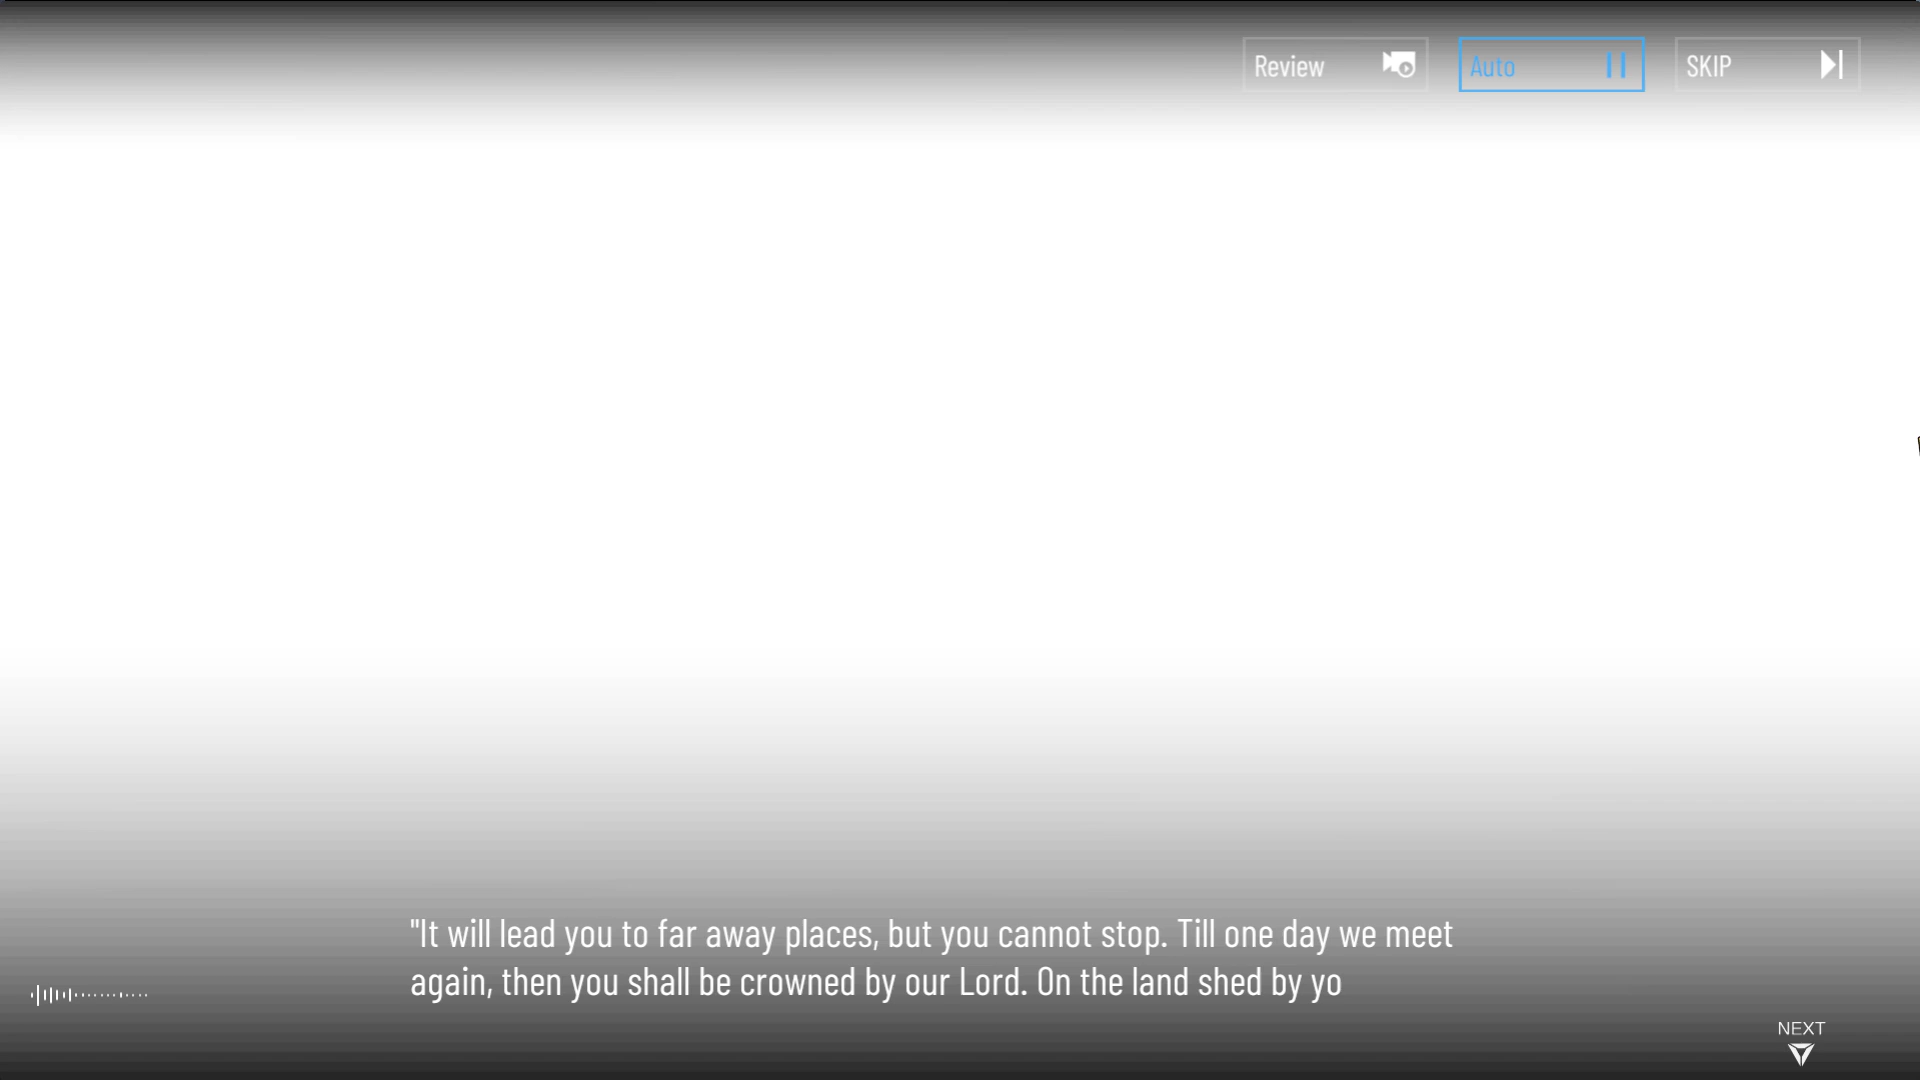 Review
Auto
SKIP
"It will lead you to far away places, but you cannot stop. Till one day we meet
again, then you shall be crowned by our Lord. On the land shed by yo
NEXT